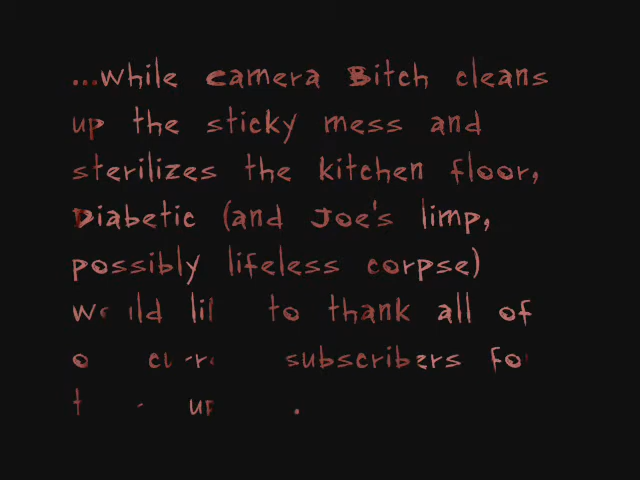 ...while Camera Bitch cleans
up the sticky mess and
sterilizes the kitchen floor,
Diabetic (and Joe's limp,
possibly lifeless corpse)
to thank all of
subscribers